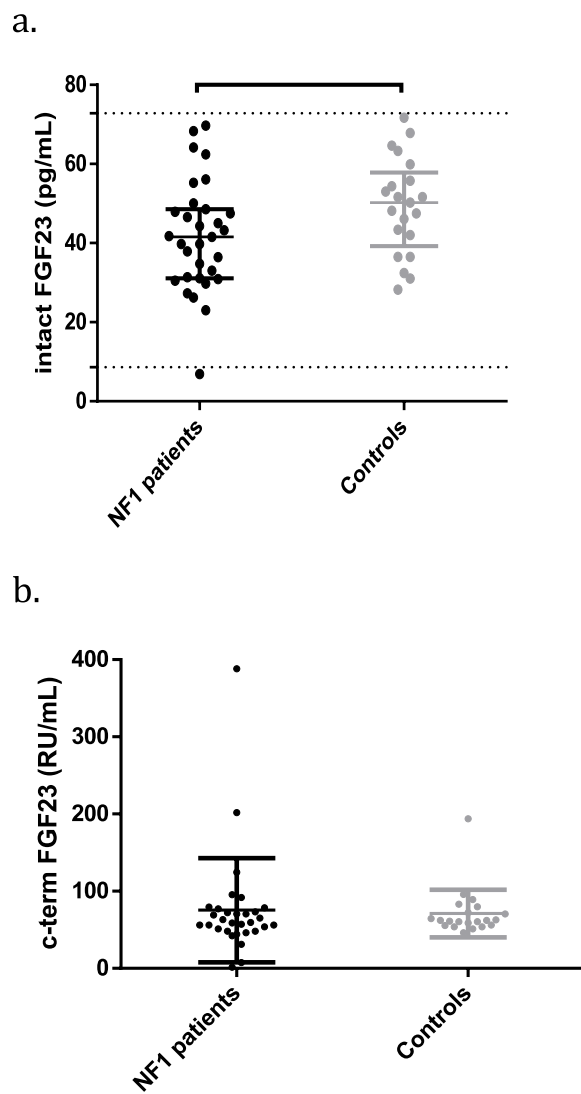 a.
intact FGF23 (pg/mL)
80
60
40
20
0
NF1 patients
Controls
b.
c-term FGF23 (RU/mL)
400
300
200
100
0
NF1 patients
Controls